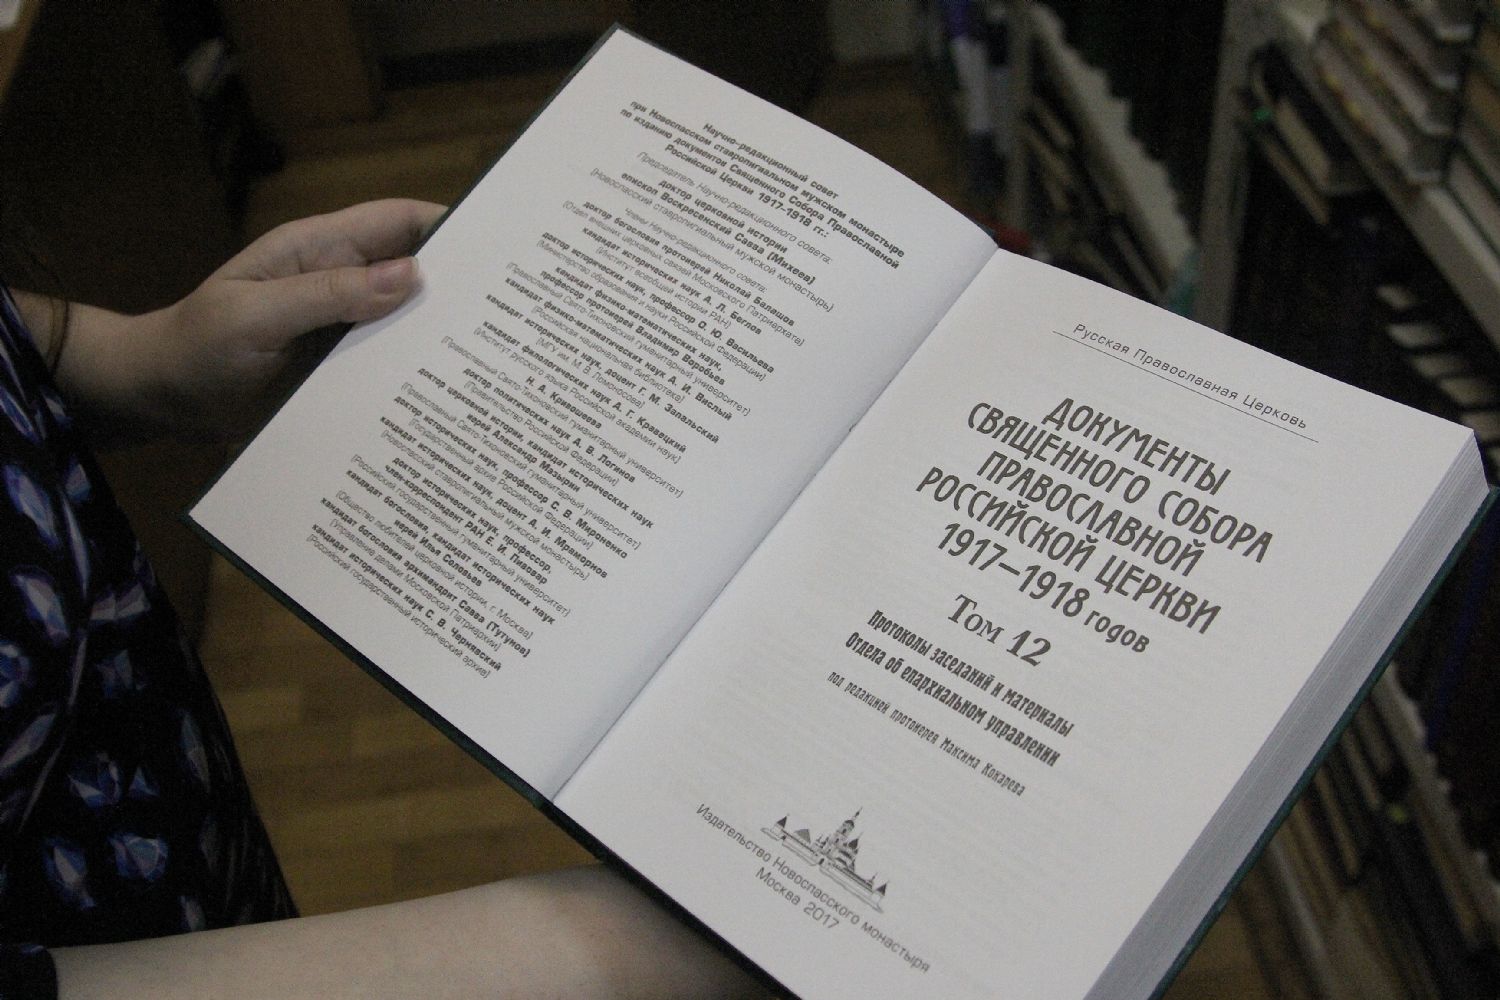 Научно-редакционный совет
при Новоспасском ставропигиальном мужском монастыре
по изданию документов Священного Собора Православной
Российской Церкви 1917–1918 гг.:
Председатель Научно-редакционного совета:
доктор церковной истории
епископ Воскресенский Савва (Михеев)
(Новоспасский ставропигиальный мужской монастырь)
Члены Научно-редакционного совета:
доктор богословия протоиерей Николай Балашов
(Отдел внешних церковных связей Московского Патриархата)
кандидат исторических наук А. Л. Беглов
(Институт всеобщей истории РАН)
доктор исторических наук, профессор О. Ю. Васильева
(Министерство образования и науки Российской Федерации)
кандидат физико-математических наук,
профессор протоиерей Владимир Воробьев
(Православный Свято-Тихоновский гуманитарный университет)
кандидат физико-математических наук А. И. Вислый
(Российская национальная библиотека)
кандидат исторических наук, доцент Г. М. Запальский
(МГУ им. М. В. Ломоносова)
кандидат филологических наук А. Г. Кравецкий
(Институт русского языка Российской академии наук)
Н. А. Кривошеева
(Православный Свято-Тихоновский гуманитарный университет)
доктор политических наук А. В. Логинов
(Правительство Российской Федерации)
доктор церковной истории, кандидат исторических наук
иерей Александр Мазырин
(Православный Свято-Тихоновский гуманитарный университет)
доктор исторических наук, профессор С. В. Мироненко
(Государственный архив Российской Федерации)
кандидат исторических наук, доцент А. И. Мраморнов
(Новоспасский ставропигиальный мужской монастырь)
доктор исторических наук, профессор,
член-корреспондент РАН Е. И. Пивовар
(Российский государственный гуманитарный университет)
кандидат богословия, кандидат исторических наук
иерей Илья Соловьев
(Общество любителей церковной истории, г. Москва)
кандидат богословия архимандрит Савва (Тутунов)
(Управление делами Московской Патриархии)
кандидат исторических наук С. В. Чернявский
(Российский государственный исторический архив)
Русская Православная Церковь
ДОКУМЕНТЫ
СВЯЩЕННОГО СОБОРА
ПРАВОСЛАВНОЙ
РОССИЙСКОЙ ЦЕРКВИ
1917–1918 годов
Том 12
Протоколы заседаний и материалы
Отдела об епархиальном управлении
под редакцией протоиерея Максима Кокарева
Издательство Новоспасского монастыря
Москва 2017